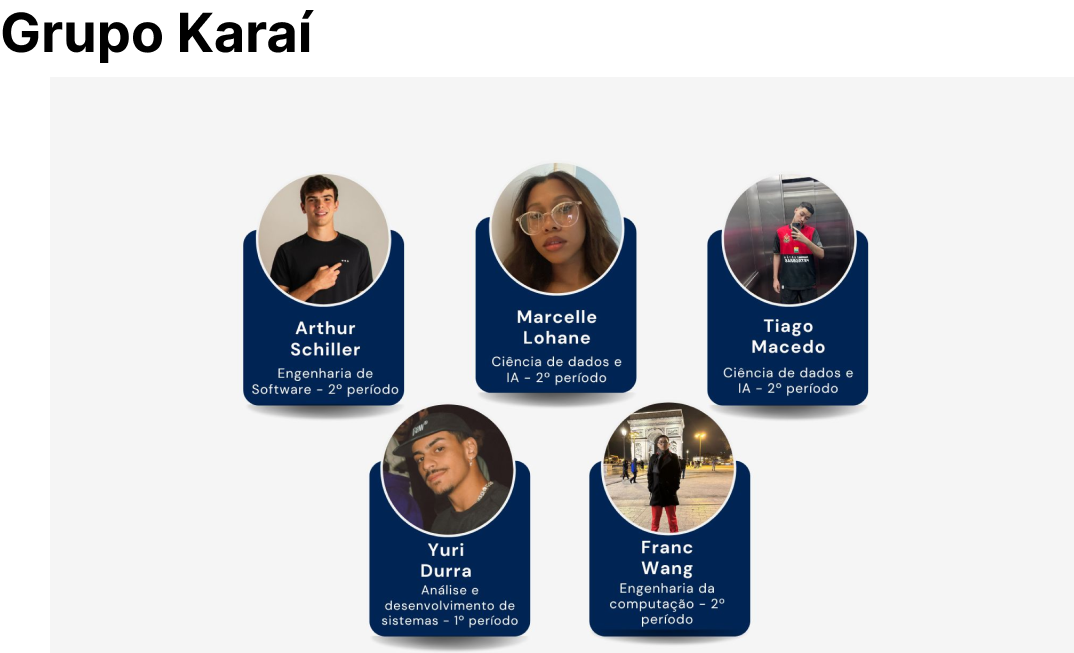 Grupo Karaí
Arthur
Schiller
Engenharia de
Software - 2º período
Marcelle
Lohane
Ciência de dados e
IA - 2º período
Tiago
Macedo
Ciência de dados e
IA - 2º período
Yuri
Durra
Análise e
desenvolvimento de
sistemas - 1º período
Franc
Wang
Engenharia da
computação - 2º
período